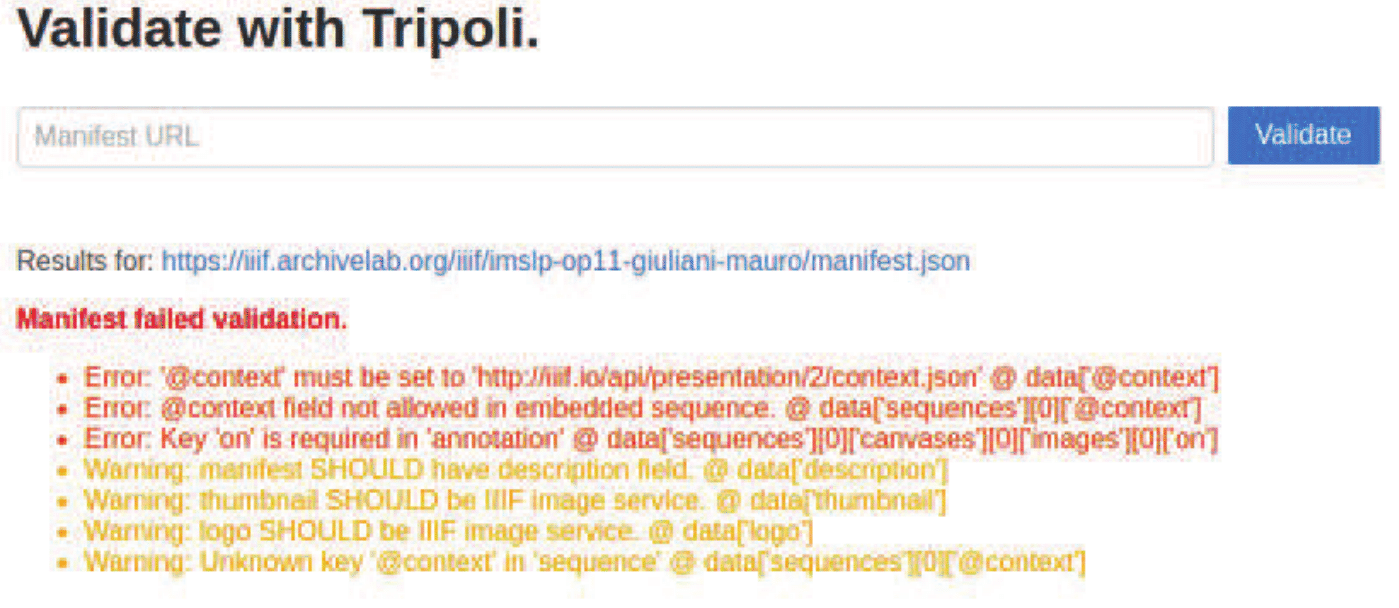 Validate with Tripoli.
Manifest URL
Validate
Results for: https://iiif.archivelab.org/iiif/imslp-op11-giuliani-mauro/manifest.json
Manifest failed validation.
• Error: '@context' must be set to 'http://iiif.io/api/presentation/2/context.json' @ data['@context']
• Error: @context field not allowed in embedded sequence. @ data['sequences'][0]['@context']
• Error: Key 'on' is required in 'annotation' @ data['sequences'][0]['canvases'][0]['images'][0]['on']
• Warning: manifest SHOULD have description field. @ data['description']
• Warning: thumbnail SHOULD be IIIF image service. @ data['thumbnail']
• Warning: logo SHOULD be IIIF image service. @ data['logo']
• Warning: Unknown key '@context' in 'sequence' @ data['sequences'][0]['@context']